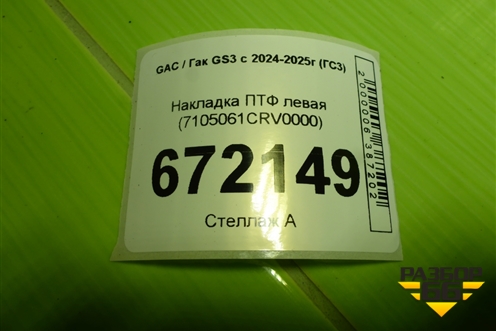 GAC / Гак GS3 с 2024-2025г (ГС3)
Накладка ПТФ левая
(7105061CRV0000)
672149
Стеллаж А
2000006387202
РАЗБОР